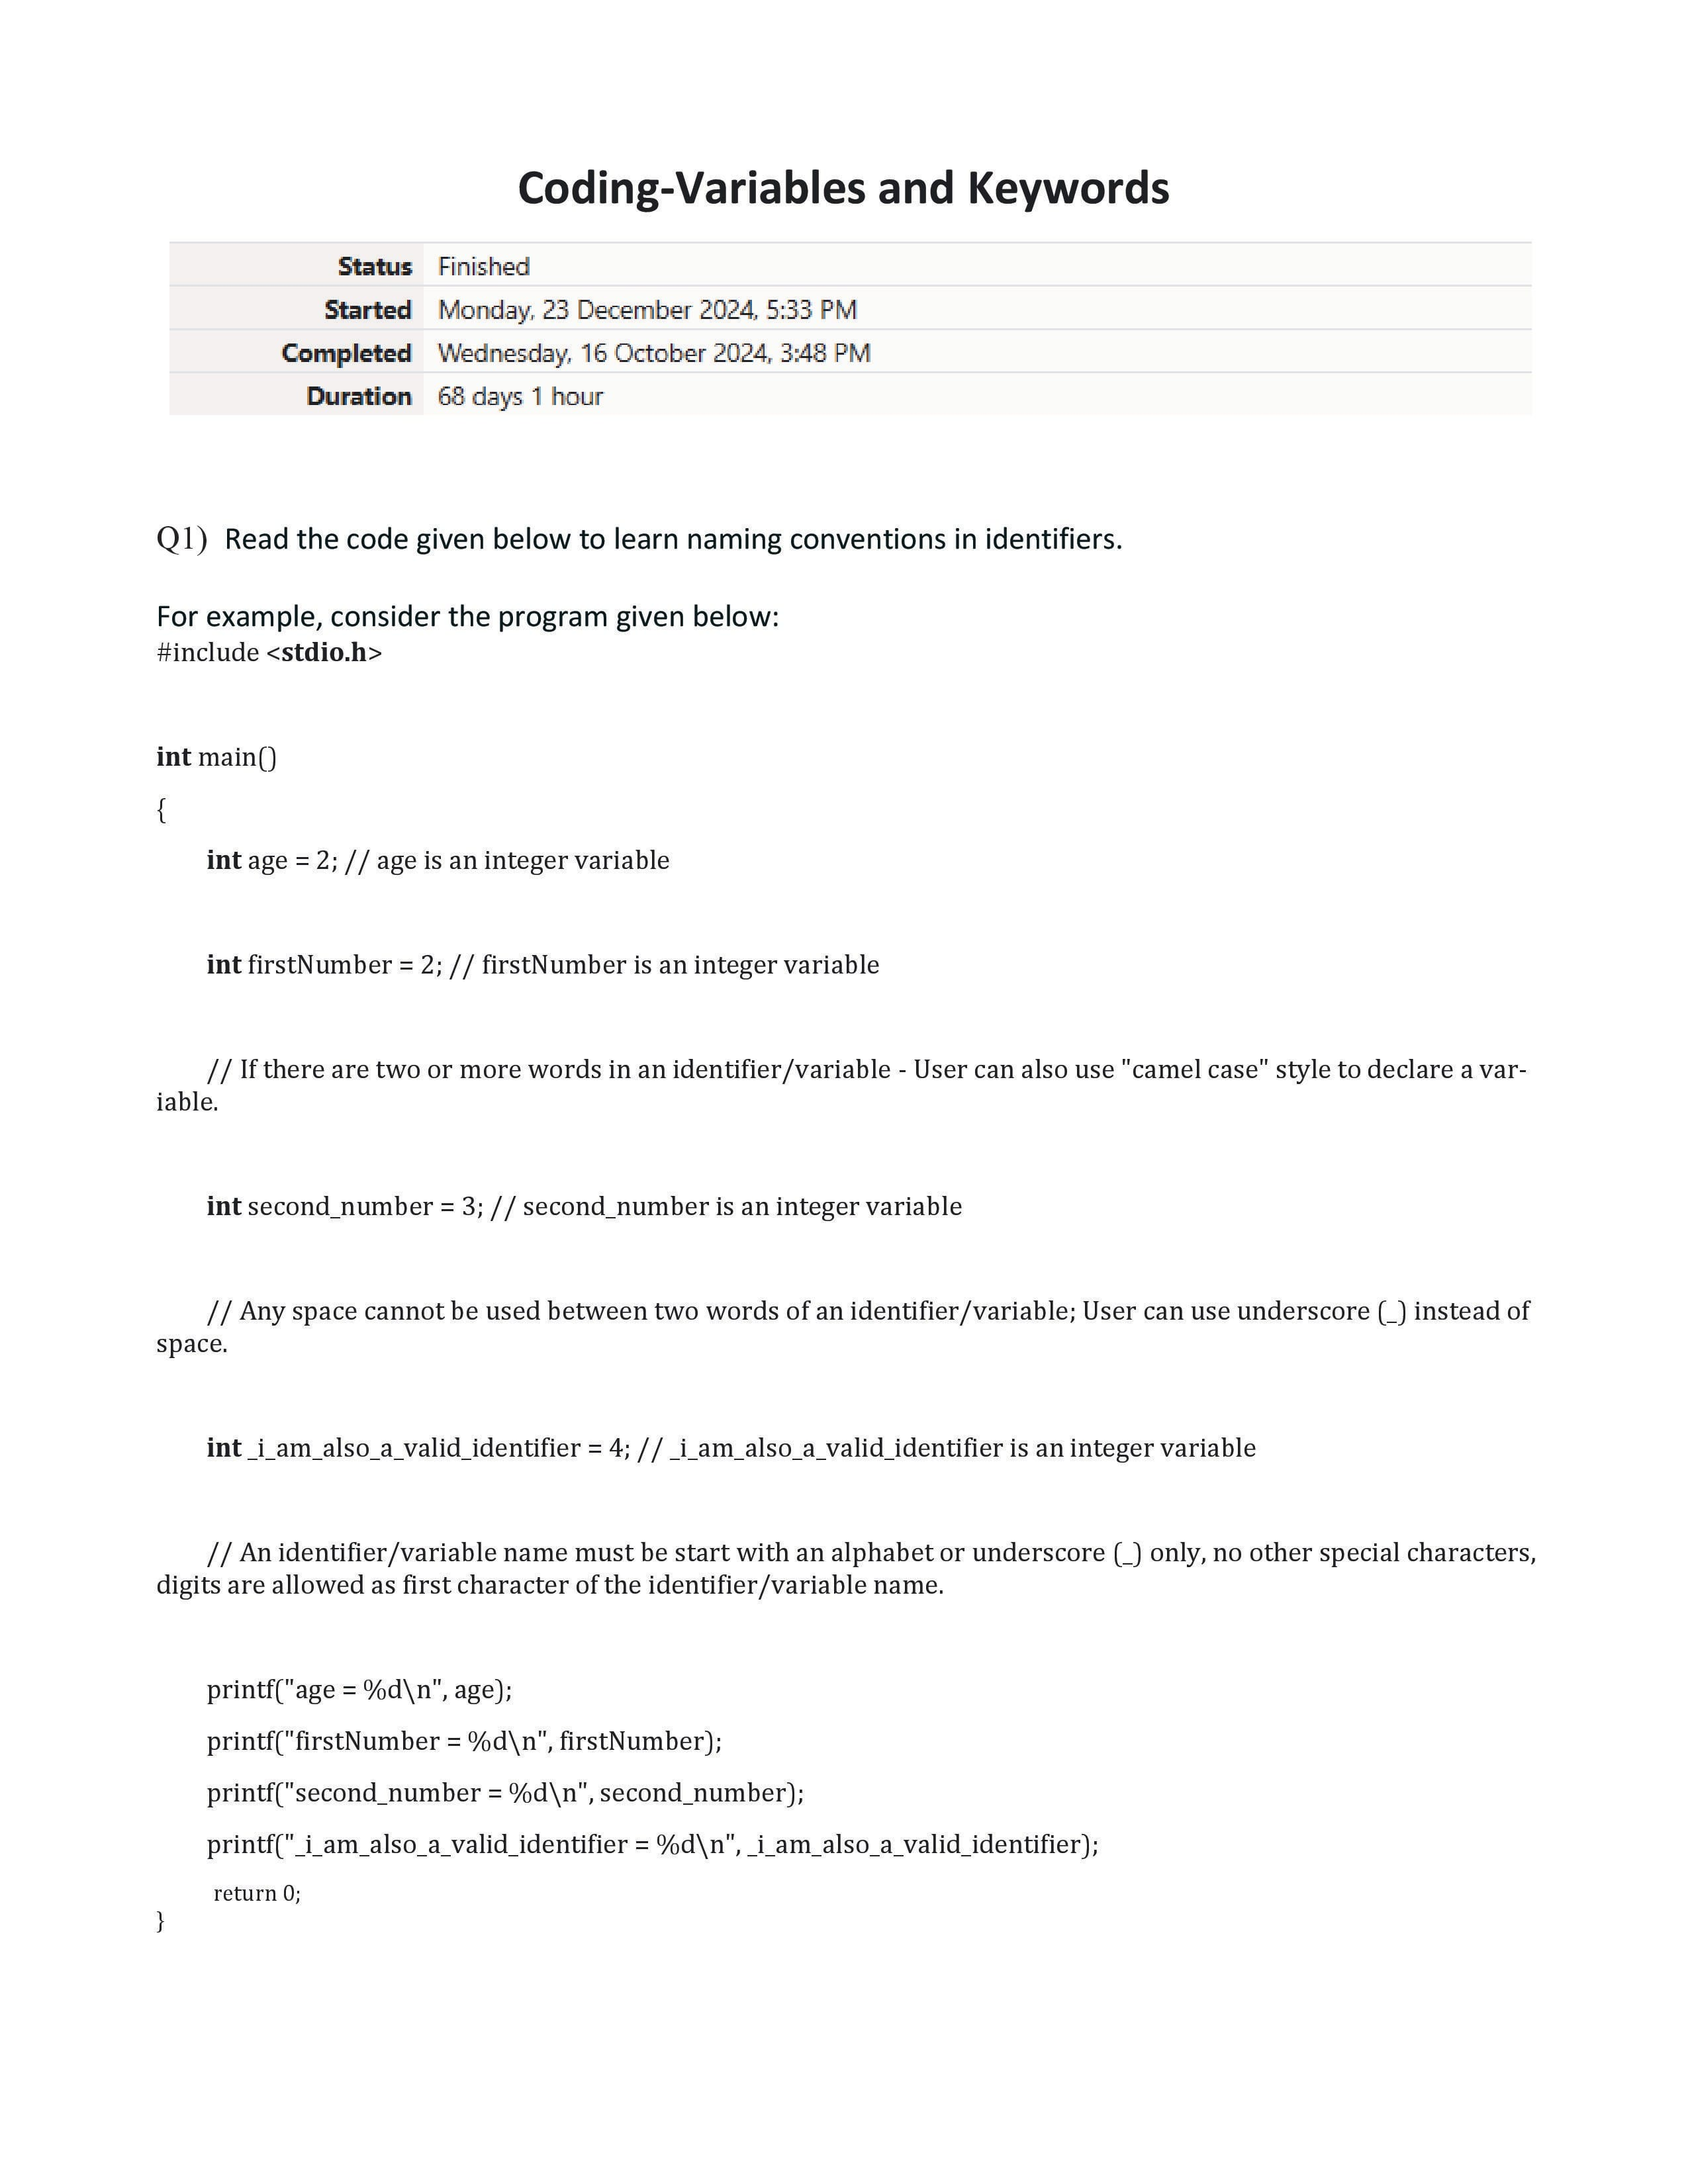 Coding-Variables and Keywords
Status Finished
Started Monday, 23 December 2024, 5:33 PM
Completed Wednesday, 16 October 2024, 3:48 PM
Duration 68 days 1 hour
Q1) Read the code given below to learn naming conventions in identifiers.
For example, consider the program given below:
#include <stdio.h>
int main()
{
int age = 2; // age is an integer variable
int firstNumber = 2; // firstNumber is an integer variable
// If there are two or more words in an identifier/variable - User can also use "camel case" style to declare a var-
iable.
int second_number = 3; // second_number is an integer variable
// Any space cannot be used between two words of an identifier/variable; User can use underscore (_) instead of
space.
int _i_am_also_a_valid_identifier = 4; // _i_am_also_a_valid_identifier is an integer variable
// An identifier/variable name must be start with an alphabet or underscore (_) only, no other special characters,
digits are allowed as first character of the identifier/variable name.
printf("age = %d\n", age);
printf("firstNumber = %d\n", firstNumber);
printf("second_number = %d\n", second_number);
printf("_i_am_also_a_valid_identifier = %d\n", _i_am_also_a_valid_identifier);
return 0;
}